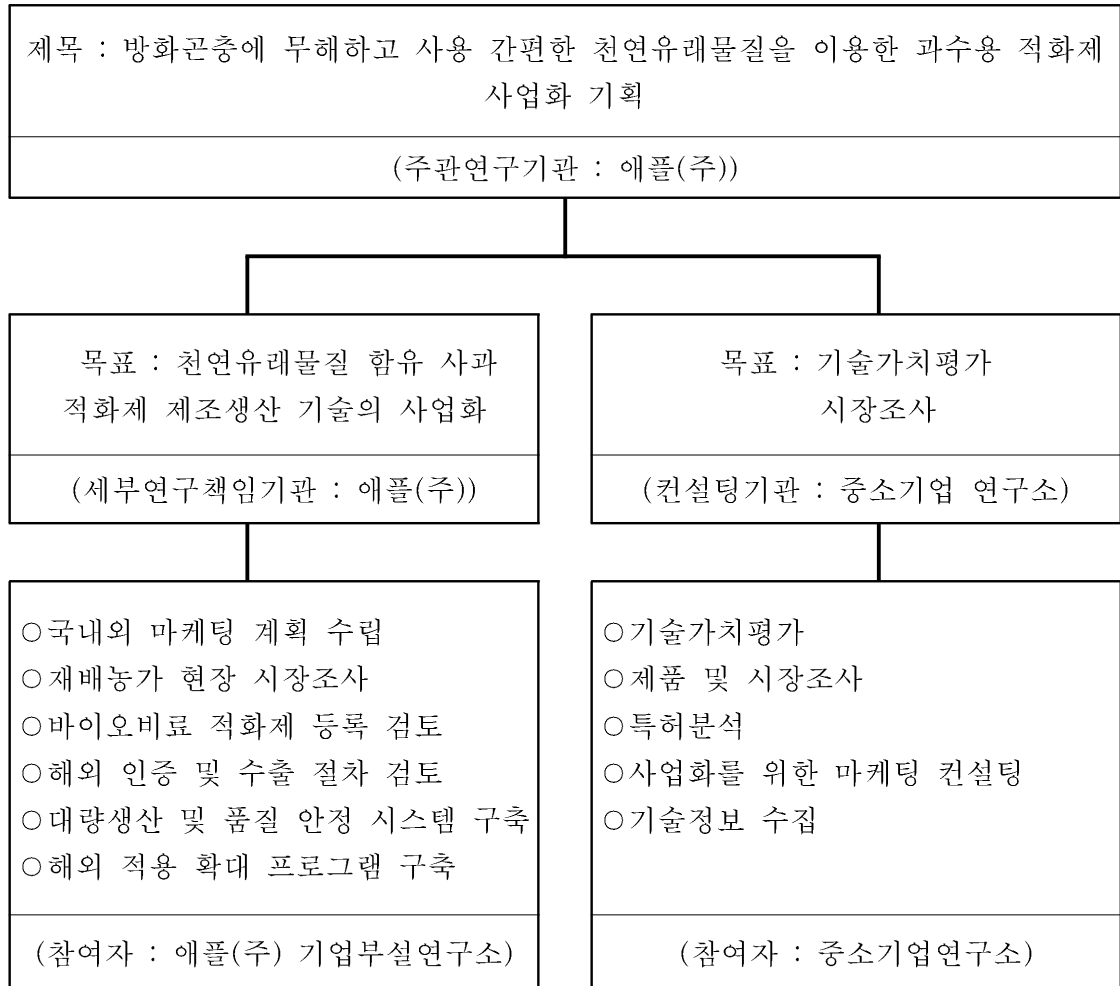 제목 : 방화곤충에 무해하고 사용 간편한 천연유래물질을 이용한 과수용 적화제
사업화 기획
(주관연구기관 : 애플(주))
목표 : 천연유래물질 함유 사과
적화제 제조생산 기술의 사업화
(세부연구책임기관 : 애플(주))
○국내외 마케팅 계획 수립
○재배농가 현장 시장조사
○바이오비료 적화제 등록 검토
○해외 인증 및 수출 절차 검토
○대량생산 및 품질 안정 시스템 구축
○해외 적용 확대 프로그램 구축
(참여자 : 애플(주) 기업부설연구소)
목표 : 기술가치평가
시장조사
(컨설팅기관 : 중소기업 연구소)
○기술가치평가
○제품 및 시장조사
○특허분석
○사업화를 위한 마케팅 컨설팅
○기술정보 수집
(참여자 : 중소기업연구소)